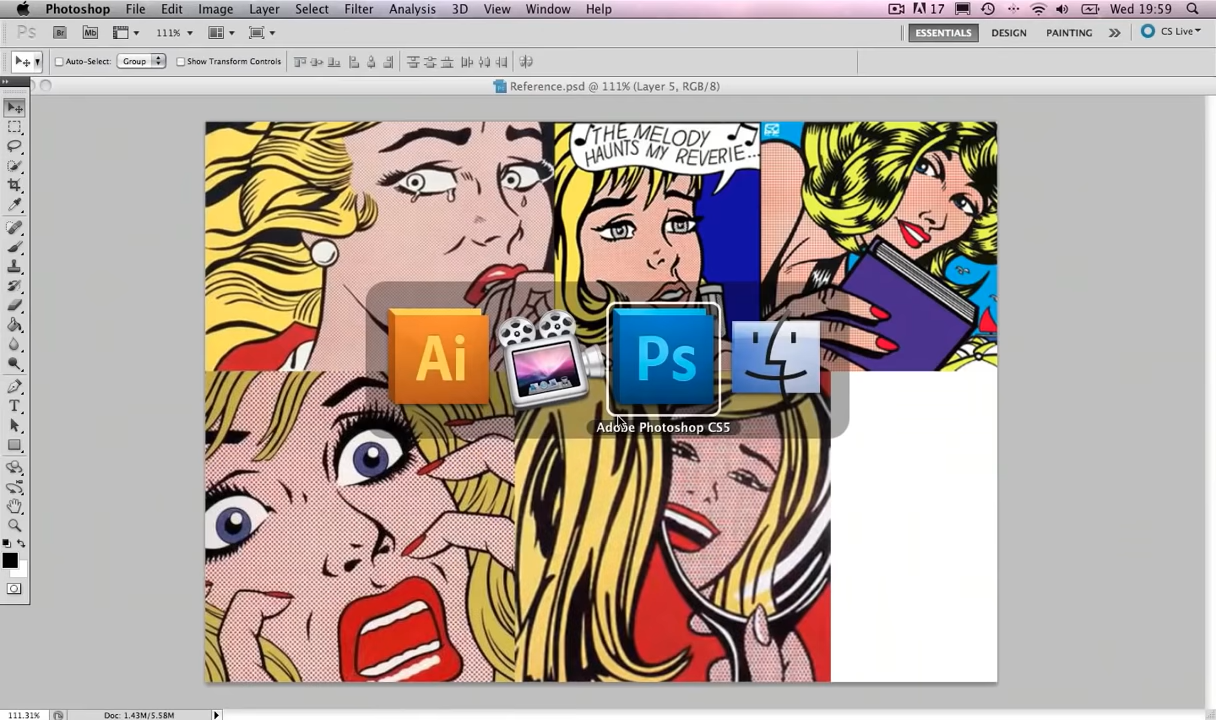 Photoshop File Edit Image Layer Select Filter Analysis 3D View Window Help 17 Wed 19:59
Ps Br Mb 111% ESSENTIALS DESIGN PAINTING CS Live
Auto-Select: Group Show Transform Controls
Reference.psd @ 111% (Layer 5, RGB/8)
THE MELODY
HAUNTS MY REVERIE...
Ai Ps
Adobe Photoshop CS5
T
111.31% Doc: 1.43M/5.58M